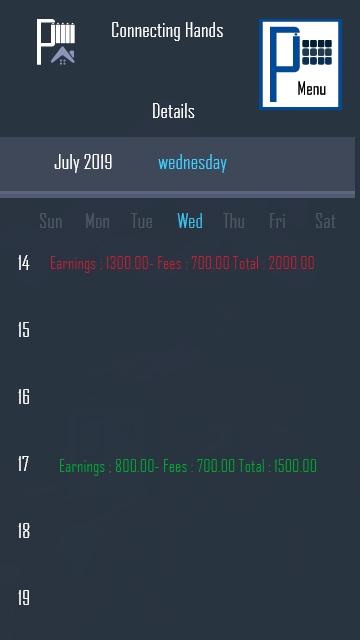 Connecting Hands
Menu
Details
July 2019 wednesday
Sun Mon Tue Wed Thu Fri Sat
14 Earnings : 1300.00- Fees : 700.00 Total : 2000.00
15
16
17 Earnings : 800.00- Fees : 700.00 Total : 1500.00
18
19